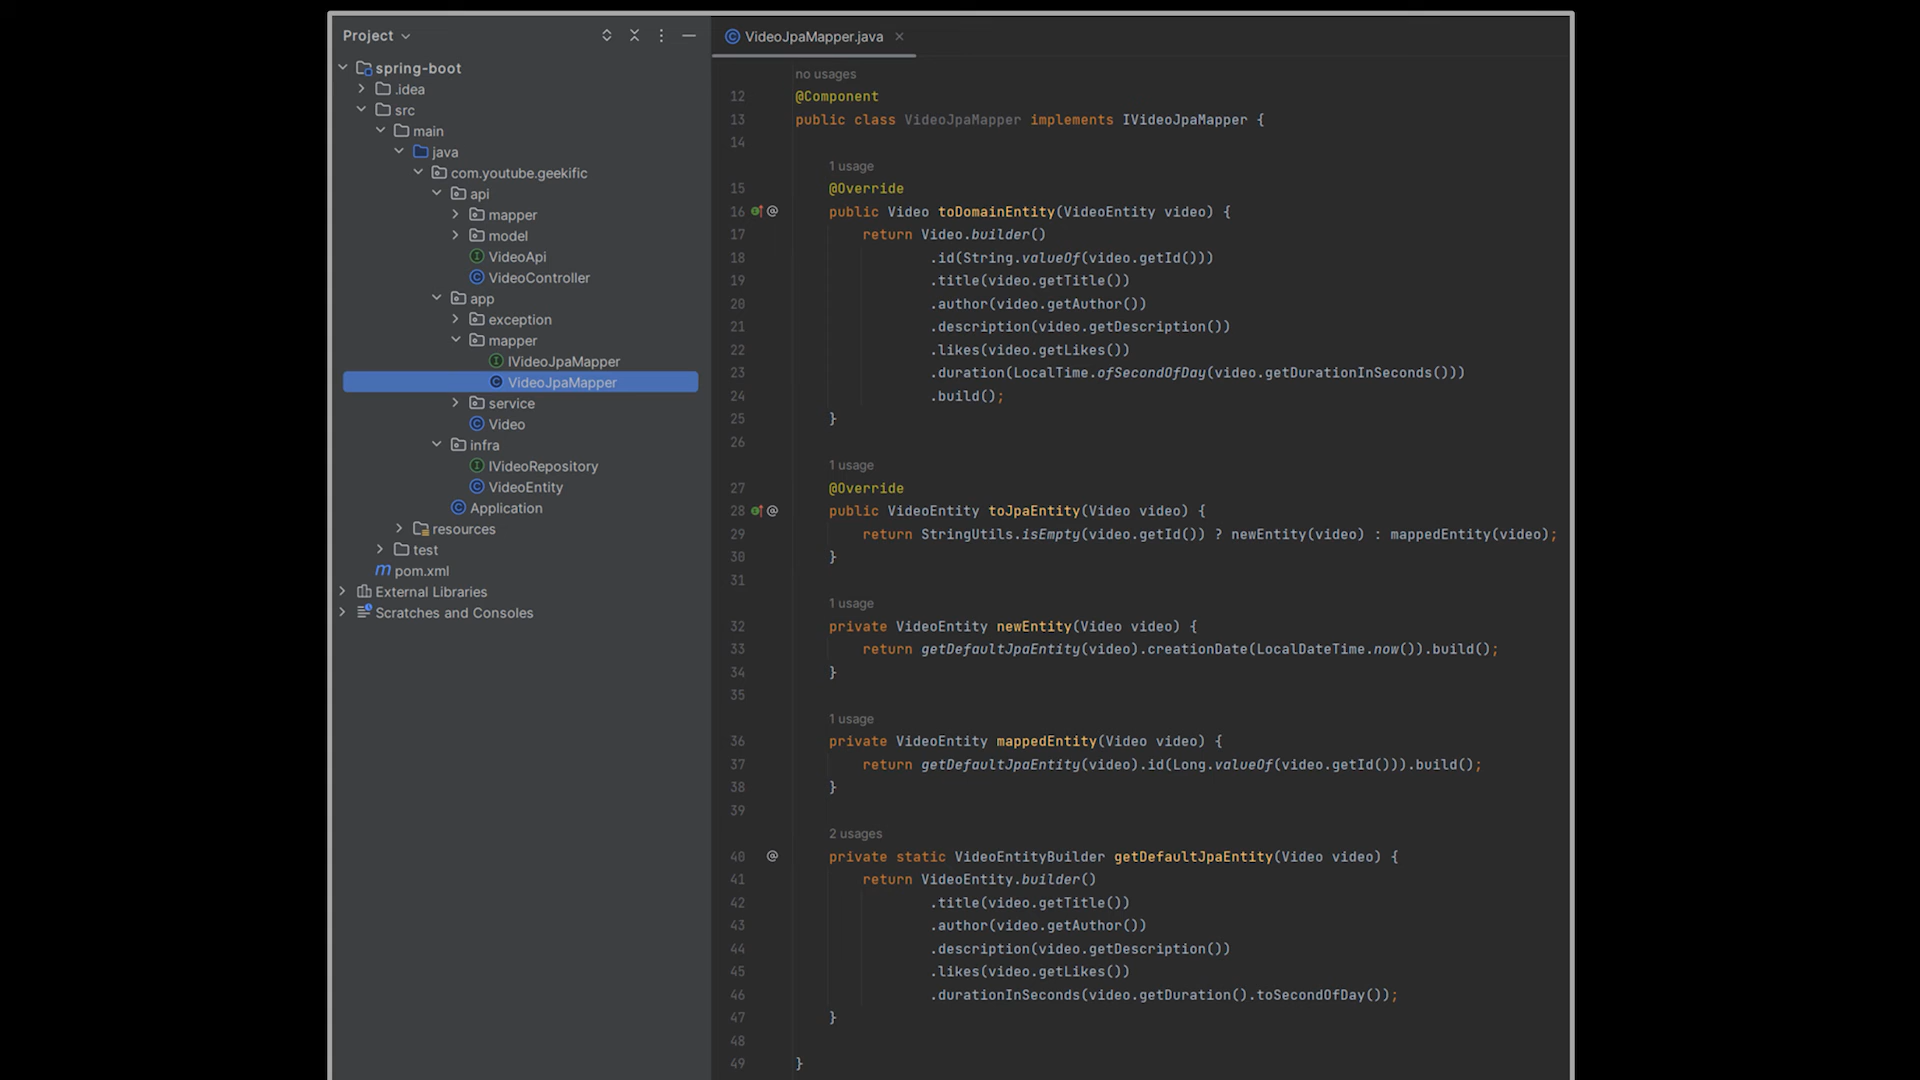 Project
spring-boot
.idea
src
main
java
com.youtube.geekific
api
mapper
model
VideoApi
VideoController
app
exception
mapper
IVideoJpaMapper
VideoJpaMapper
service
Video
infra
IVideoRepository
VideoEntity
Application
resources
test
pom.xml
External Libraries
Scratches and Consoles
VideoJpaMapper.java
no usages
12 @Component
13 public class VideoJpaMapper implements IVideoJpaMapper {
14
1 usage
15 @Override
16 public Video toDomainEntity(VideoEntity video) {
17 return Video.builder()
18 .id(String.valueOf(video.getId()))
19 .title(video.getTitle())
20 .author(video.getAuthor())
21 .description(video.getDescription())
22 .likes(video.getLikes())
23 .duration(LocalTime.ofSecondOfDay(video.getDurationInSeconds()))
24 .build();
25 }
26
1 usage
27 @Override
28 public VideoEntity toJpaEntity(Video video) {
29 return StringUtils.isEmpty(video.getId()) ? newEntity(video) : mappedEntity(video);
30 }
31
1 usage
32 private VideoEntity newEntity(Video video) {
33 return getDefaultJpaEntity(video).creationDate(LocalDateTime.now()).build();
34 }
35
1 usage
36 private VideoEntity mappedEntity(Video video) {
37 return getDefaultJpaEntity(video).id(Long.valueOf(video.getId())).build();
38 }
39
2 usages
40 private static VideoEntityBuilder getDefaultJpaEntity(Video video) {
41 return VideoEntity.builder()
42 .title(video.getTitle())
43 .author(video.getAuthor())
44 .description(video.getDescription())
45 .likes(video.getLikes())
46 .durationInSeconds(video.getDuration().toSecondOfDay());
47 }
48
49 }